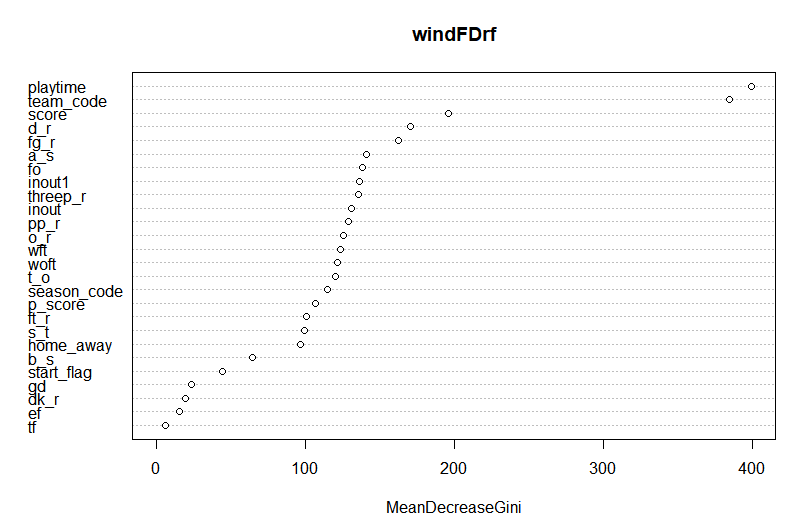 windFDrf
playtime
team_code
score
d_r
fg_r
a_s
fo
inout1
threep_r
inout
pp_r
o_r
wft
woft
t_o
season_code
p_score
ft_r
s_t
home_away
b_s
start_flag
gd
dk_r
ef
tf
0 100 200 300 400
MeanDecreaseGini